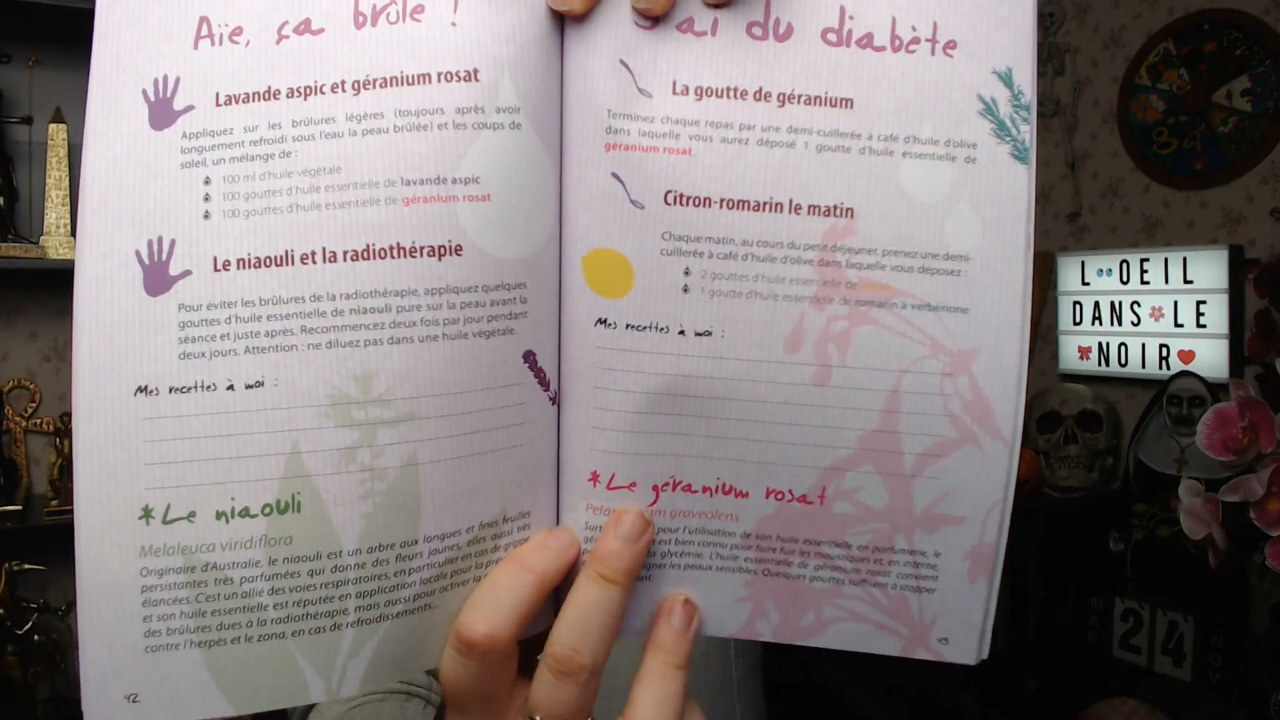 Aïe, ça brûle !
Lavande aspic et géranium rosat
Appliquez sur les brûlures légères (toujours après avoir
longuement refroidi sous l'eau la peau brûlée) et les coups de
soleil, un mélange de :
100 ml d'huile végétale
100 gouttes d'huile essentielle de lavande aspic
100 gouttes d'huile essentielle de géranium rosat
Le niaouli et la radiothérapie
Pour éviter les brûlures de la radiothérapie, appliquez quelques
gouttes d'huile essentielle de niaouli pure sur la peau avant la
séance et juste après. Recommencez deux fois par jour pendant
deux jours. Attention : ne diluez pas dans une huile végétale.
Mes recettes à moi :
*Le niaouli
Melaleuca viridiflora
Originaire d'Australie, le niaouli est un arbre aux longues et fines feuilles
persistantes très parfumées qui donne des fleurs jaunes, elles aussi très
élancées. C'est un allié des voies respiratoires, en particulier en cas de grippe
et son huile essentielle est réputée en application locale pour la
des brûlures dues à la radiothérapie, mais aussi pour activer la
contre l'herpès et le zona, en cas de refroidissements...
42
ai du diabète
La goutte de géranium
Terminez chaque repas par une demi-cuillerée à café d'huile d'olive
dans laquelle vous aurez déposé 1 goutte d'huile essentielle de
géranium rosat.
Citron-romarin le matin
Chaque matin, au cours du petit déjeuner, prenez une demi-
cuillerée à café d'huile d'olive dans laquelle vous déposez :
2 gouttes d'huile essentielle de
1 goutte d'huile essentielle de romarin à verbénone
Mes recettes à moi :
*Le géranium rosat
graveolens
pour l'utilisation de son huile essentielle en parfumerie, le
est bien connu pour faire fuir les moustiques et, en interne,
la glycémie. L'huile essentielle de géranium rosat convient
les peaux sensibles. Quelques gouttes suffisent à stopper
L OEIL
DANS LE
NOIR
24
NOV